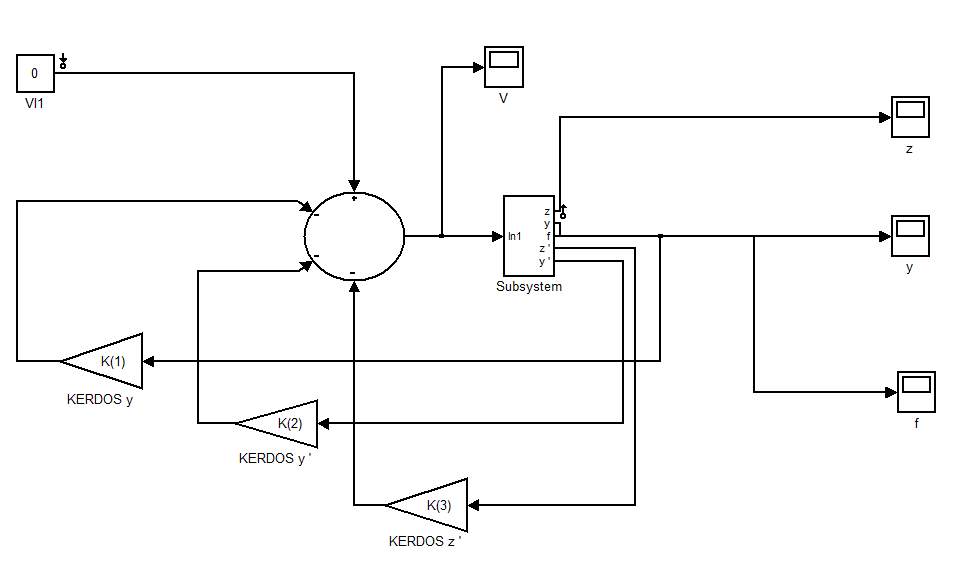 0
VI1
V
z
y
f
+
-
-
-
In1
z
y
f
z '
y '
Subsystem
K(1)
KERDOS y
K(2)
KERDOS y '
K(3)
KERDOS z '